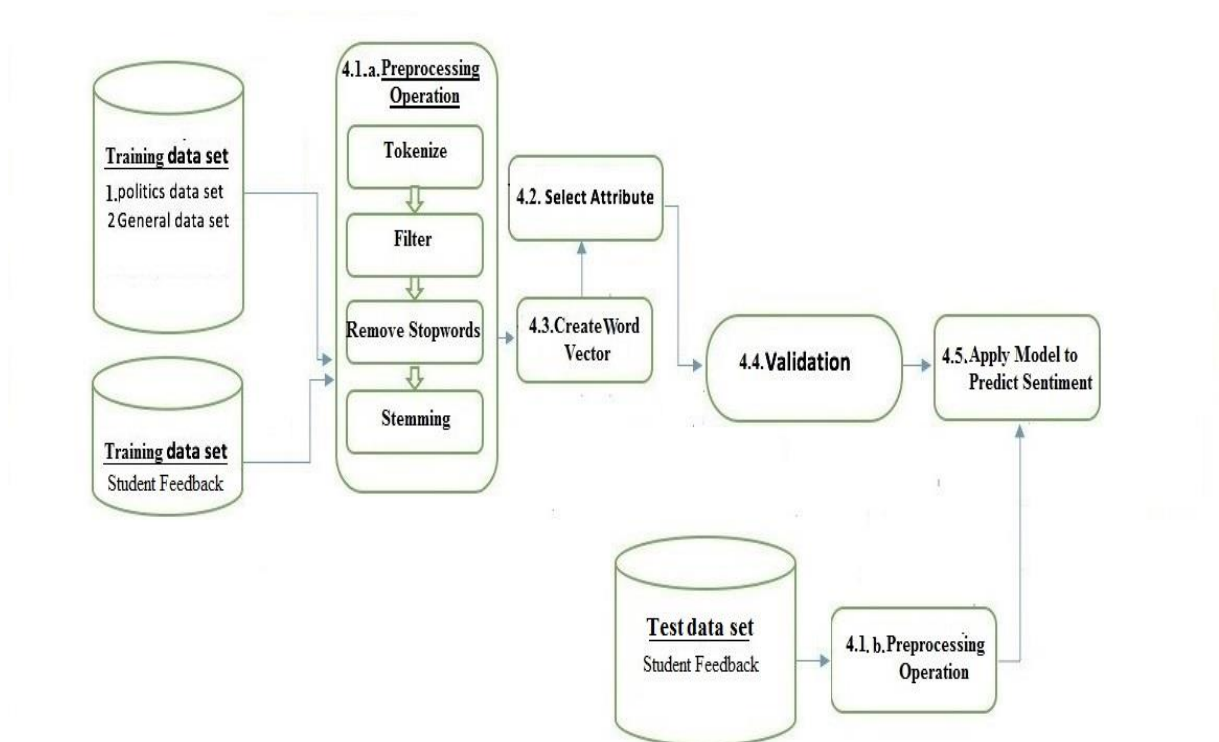 Training data set
1.politics data set
2 General data set
Training data set
Student Feedback
4.1.a.Preprocessing
Operation
Tokenize
Filter
Remove Stopwords
Stemming
4.2. Select Attribute
4.3.Create Word
Vector
4.4.Validation
4.5.Apply Model to
Predict Sentiment
Test data set
Student Feedback
4.1.b.Preprocessing
Operation